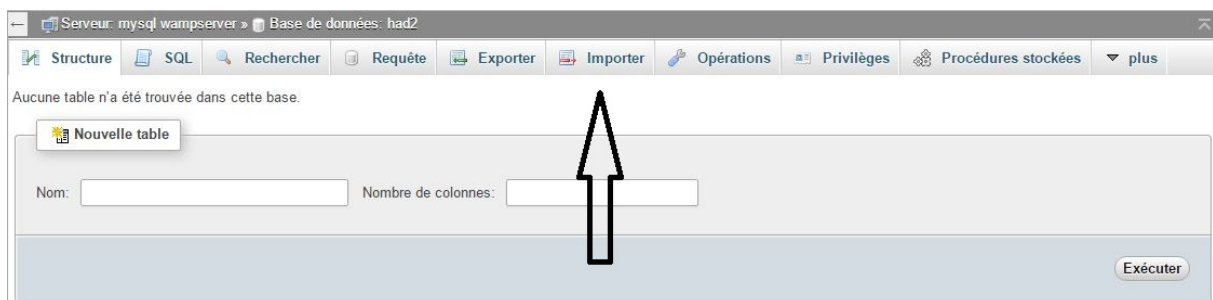 Serveur: mysql wampserver » Base de données: had2
Structure SQL Rechercher Requête Exporter Importer Opérations Privilèges Procédures stockées plus
Aucune table n'a été trouvée dans cette base.
Nouvelle table
Nom: Nombre de colonnes:
Exécuter